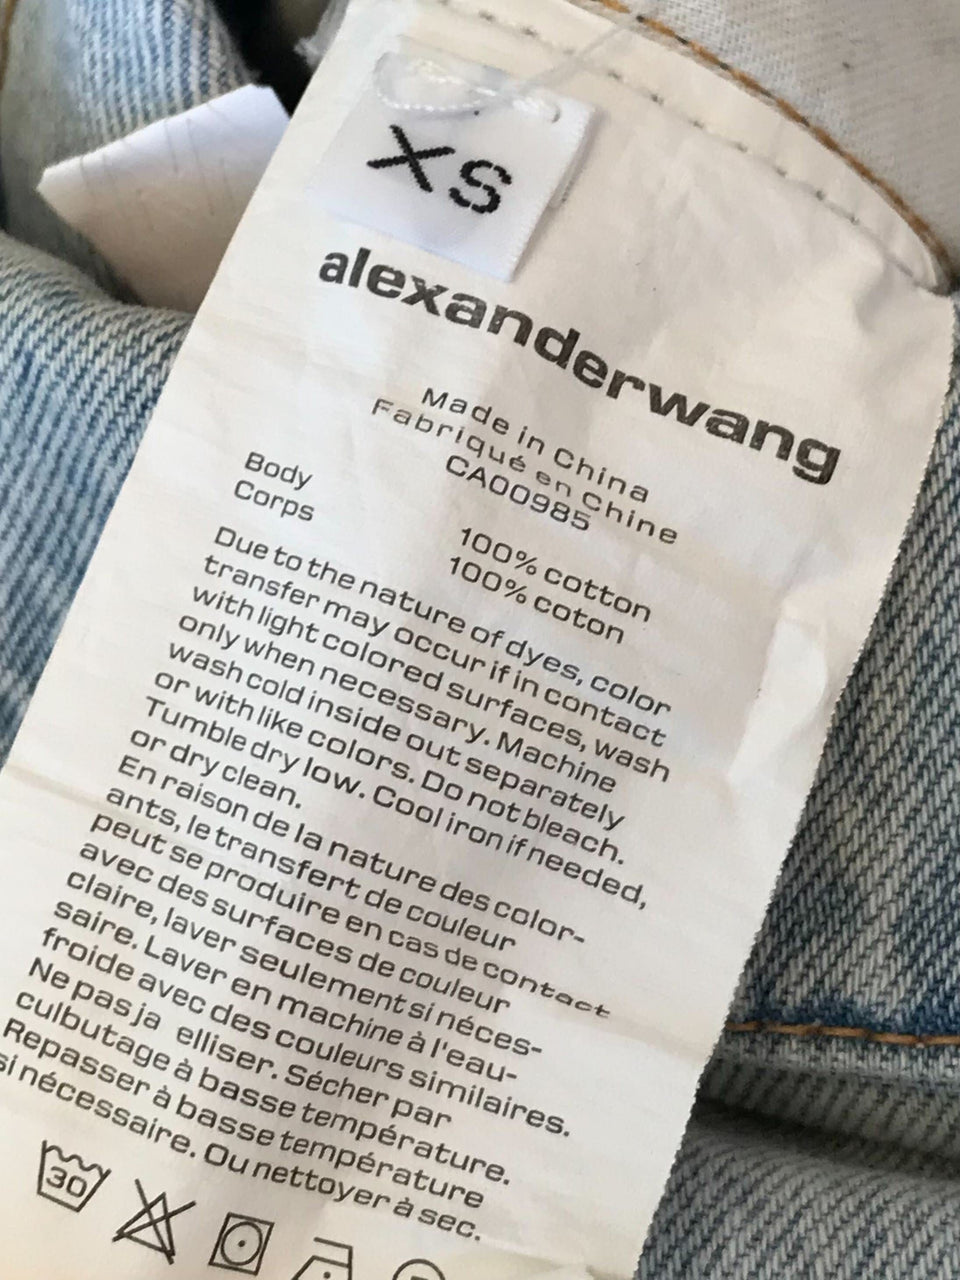 XS
alexanderwang
Made in China
Fabriqué en Chine
CA00985
Body 100% cotton
Corps 100% coton
Due to the nature of dyes, color
transfer may occur if in contact
with light colored surfaces, wash
only when necessary. Machine
wash cold inside out separately
or with like colors. Do not bleach.
Tumble dry low. Cool iron if needed,
or dry clean.
En raison de la nature des color-
ants, le transfert de couleur
peut se produire en cas de contact
avec des surfaces de couleur
claire, laver seulement si néces-
saire. Laver en machine à l'eau-
froide avec des couleurs similaires.
Ne pas ja elliser. Sécher par
culbutage à basse température.
Repasser à basse température
si nécessaire. Ou nettoyer à sec.
30